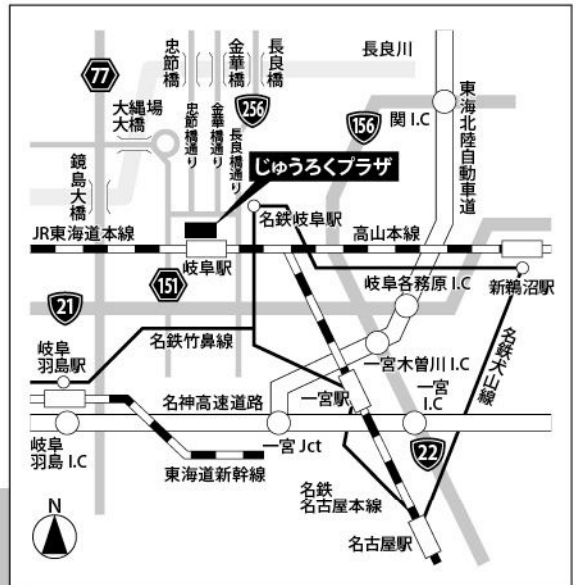 忠節橋
金華橋
長良橋
長良川
77
256
156
関 I.C
東海北陸自動車道
大縄場
大橋
忠節橋通り
金華橋通り
長良橋通り
鏡島大橋
じゅうろくプラザ
名鉄岐阜駅
JR東海道本線
高山本線
岐阜駅
151
岐阜各務原 I.C
新鵜沼駅
21
名鉄竹鼻線
岐阜
羽島駅
一宮木曽川 I.C
名鉄犬山線
名神高速道路
一宮駅
一宮
I.C
岐阜
羽島 I.C
一宮 Jct
東海道新幹線
22
名鉄
名古屋本線
名古屋駅
N